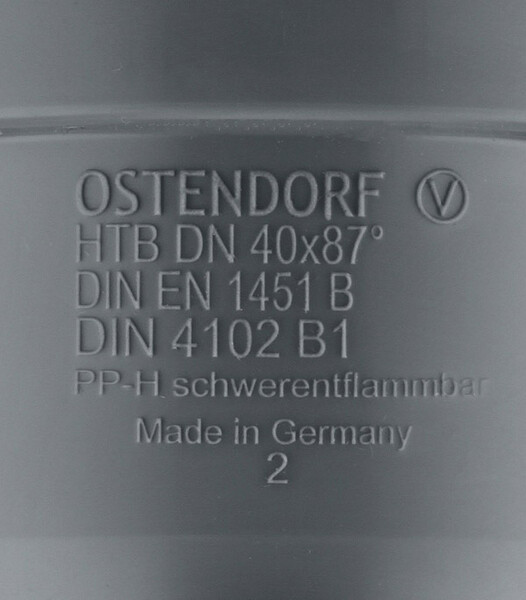 OSTENDORF Ⓥ
HTB DN 40x87°
DIN EN 1451 B
DIN 4102 B1
PP-H schwerentflammbar
Made in Germany
2